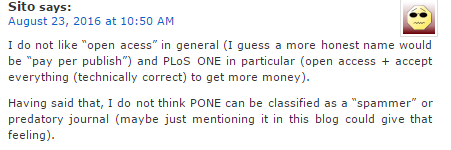 Sito says:
August 23, 2016 at 10:50 AM
I do not like “open acess” in general (I guess a more honest name would
be “pay per publish”) and PLoS ONE in particular (open access + accept
everything (technically correct) to get more money).
Having said that, I do not think PONE can be classified as a “spammer” or
predatory journal (maybe just mentioning it in this blog could give that
feeling).